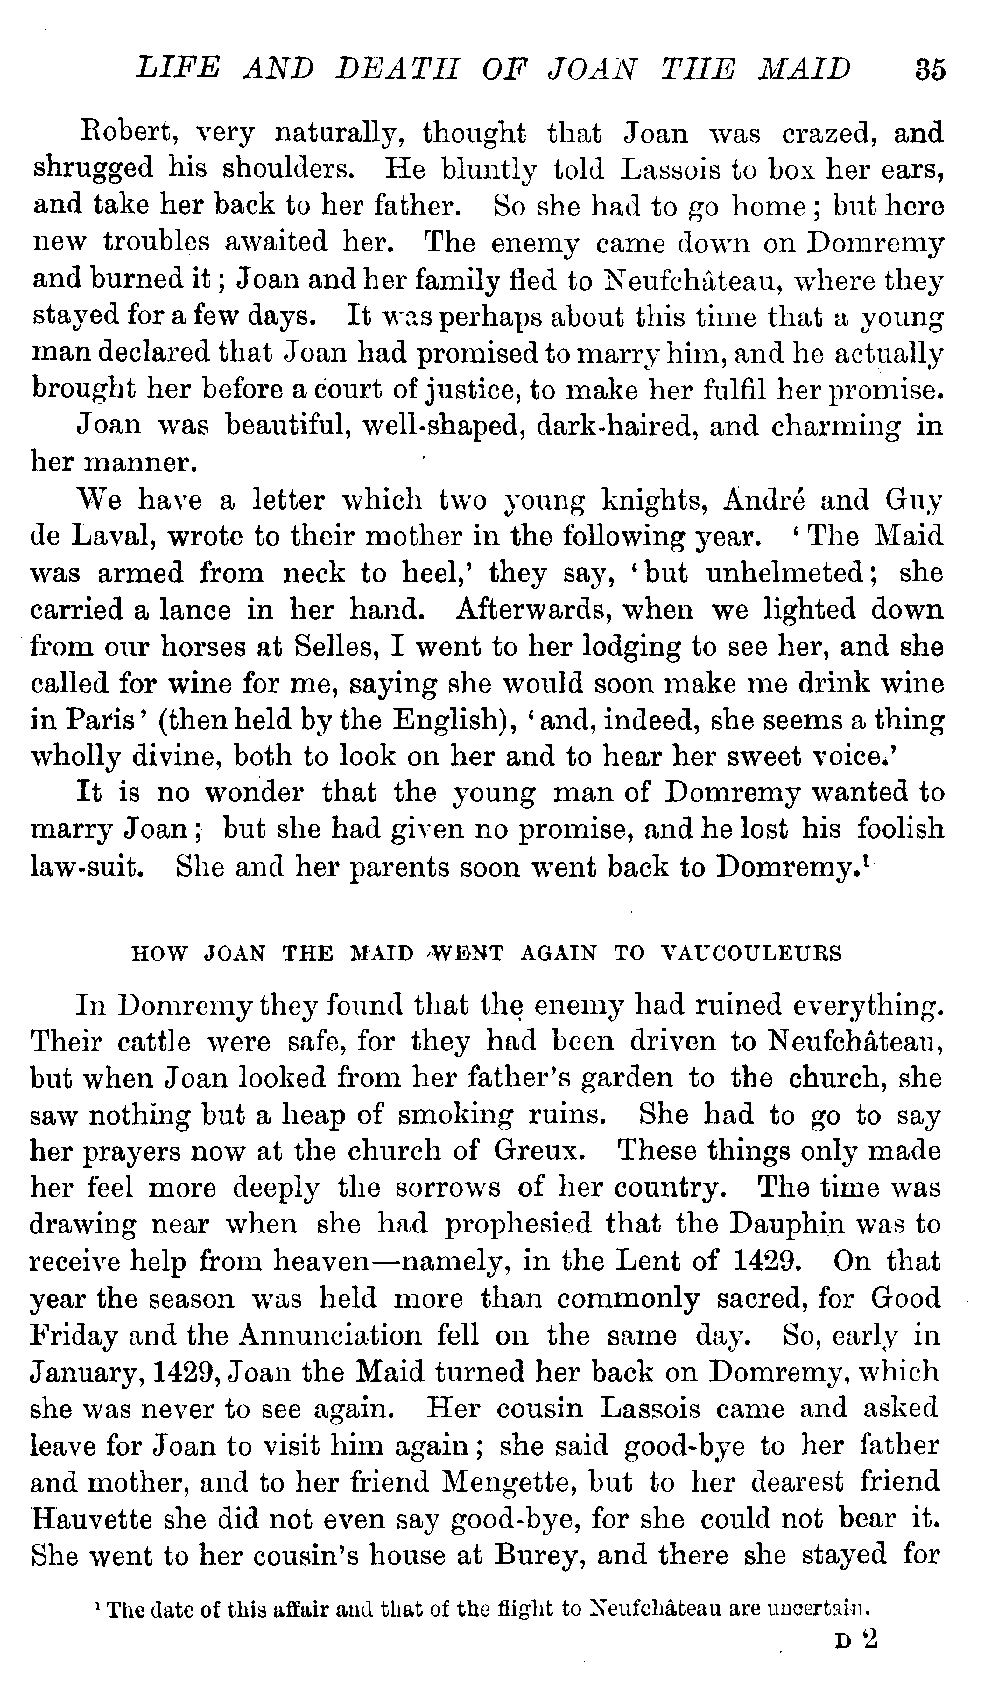 LIFE AND DEATH OF JOAN THE MAID 35
Robert, very naturally, thought that Joan was crazed, and
shrugged his shoulders. He bluntly told Lassois to box her ears,
and take her back to her father. So she had to go home; but here
new troubles awaited her. The enemy came down on Domremy
and burned it; Joan and her family fled to Neufchâteau, where they
stayed for a few days. It was perhaps about this time that a young
man declared that Joan had promised to marry him, and he actually
brought her before a court of justice, to make her fulfil her promise.
Joan was beautiful, well-shaped, dark-haired, and charming in
her manner.
We have a letter which two young knights, André and Guy
de Laval, wrote to their mother in the following year. ‘The Maid
was armed from neck to heel,’ they say, ‘but unhelmeted; she
carried a lance in her hand. Afterwards, when we lighted down
from our horses at Selles, I went to her lodging to see her, and she
called for wine for me, saying she would soon make me drink wine
in Paris’ (then held by the English), ‘and, indeed, she seems a thing
wholly divine, both to look on her and to hear her sweet voice.’
It is no wonder that the young man of Domremy wanted to
marry Joan; but she had given no promise, and he lost his foolish
law-suit. She and her parents soon went back to Domremy.¹
HOW JOAN THE MAID WENT AGAIN TO VAUCOULEURS
In Domremy they found that the enemy had ruined everything.
Their cattle were safe, for they had been driven to Neufchâteau,
but when Joan looked from her father’s garden to the church, she
saw nothing but a heap of smoking ruins. She had to go to say
her prayers now at the church of Greux. These things only made
her feel more deeply the sorrows of her country. The time was
drawing near when she had prophesied that the Dauphin was to
receive help from heaven—namely, in the Lent of 1429. On that
year the season was held more than commonly sacred, for Good
Friday and the Annunciation fell on the same day. So, early in
January, 1429, Joan the Maid turned her back on Domremy, which
she was never to see again. Her cousin Lassois came and asked
leave for Joan to visit him again; she said good-bye to her father
and mother, and to her friend Mengette, but to her dearest friend
Hauvette she did not even say good-bye, for she could not bear it.
She went to her cousin’s house at Burey, and there she stayed for
¹ The date of this affair and that of the flight to Neufchâteau are uncertain.
D 2